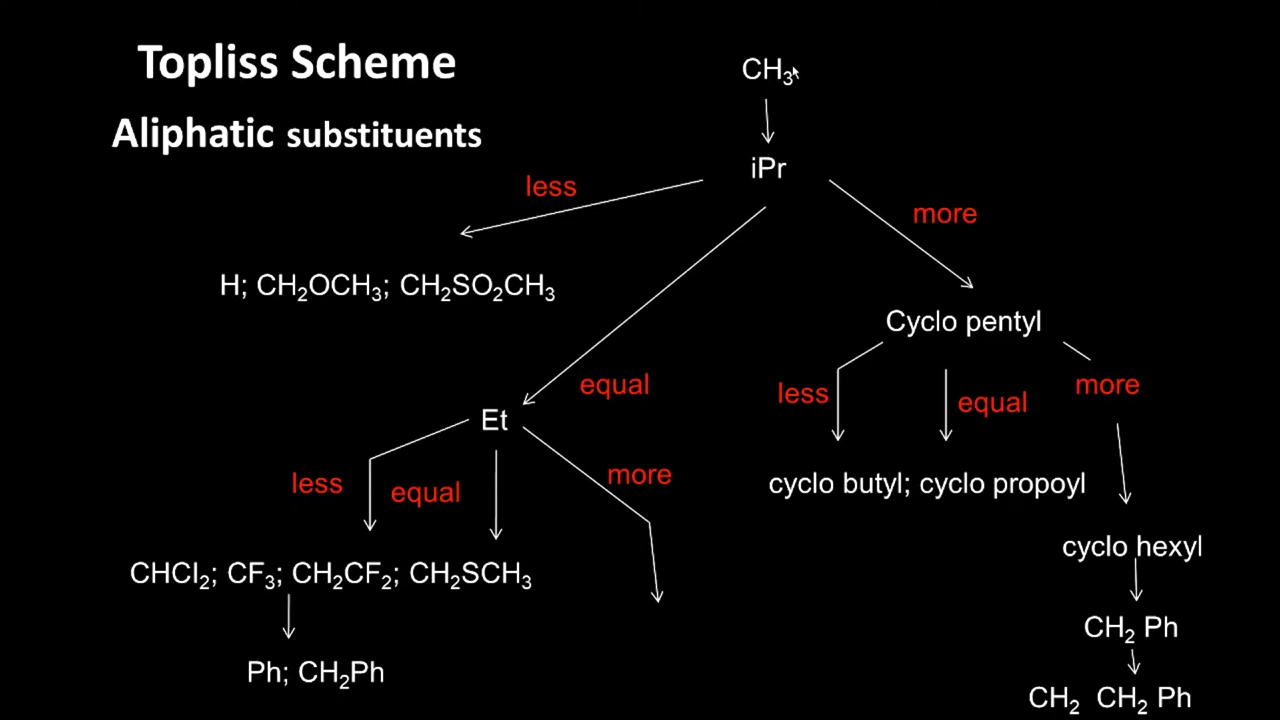 Topliss Scheme
Aliphatic substituents
CH₃
iPr
less
more
H; CH₂OCH₃; CH₂SO₂CH₃
Cyclo pentyl
equal
less
equal
more
Et
less
equal
more
cyclo butyl; cyclo propoyl
cyclo hexyl
CHCl₂; CF₃; CH₂CF₂; CH₂SCH₃
CH₂ Ph
Ph; CH₂Ph
CH₂ CH₂ Ph